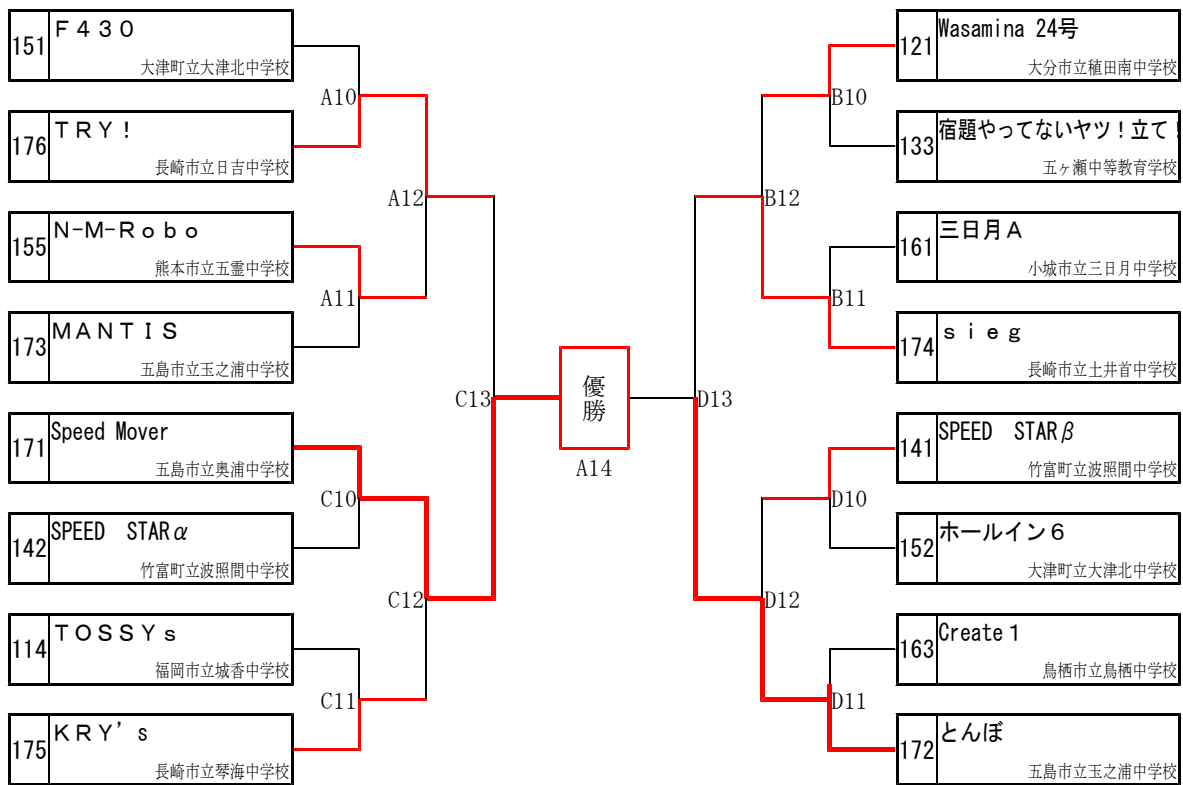 151
Ｆ４３０
大津町立大津北中学校
176
ＴＲＹ！
長崎市立日吉中学校
155
Ｎ-Ｍ-Ｒｏｂｏ
熊本市立五霊中学校
173
ＭＡＮＴＩＳ
五島市立玉之浦中学校
171
Speed Mover
五島市立奥浦中学校
142
SPEED　STARα
竹富町立波照間中学校
114
ＴＯＳＳＹｓ
福岡市立城香中学校
175
ＫＲＹ’ｓ
長崎市立琴海中学校
A10
A11
A12
C10
C11
C12
C13
優勝
A14
D13
B10
B11
B12
D10
D11
D12
121
Wasamina 24号
大分市立稙田南中学校
133
宿題やってないヤツ！立て！
五ヶ瀬中等教育学校
161
三日月Ａ
小城市立三日月中学校
174
ｓｉｅｇ
長崎市立土井首中学校
141
SPEED　STARβ
竹富町立波照間中学校
152
ホールイン６
大津町立大津北中学校
163
Create１
鳥栖市立鳥栖中学校
172
とんぼ
五島市立玉之浦中学校